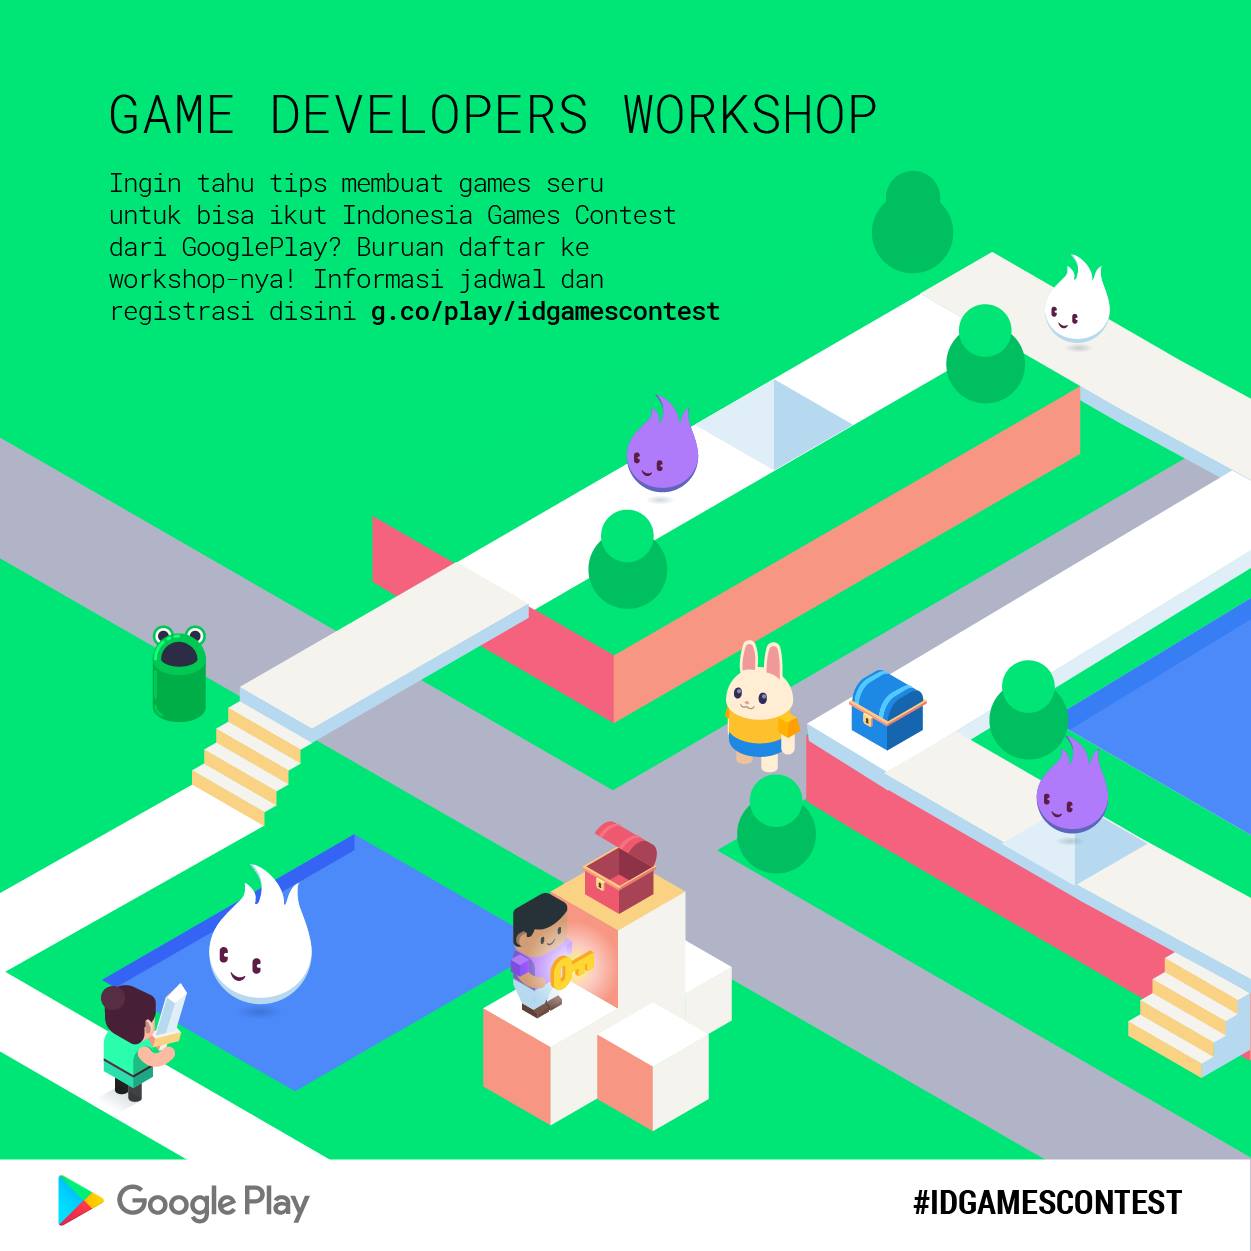 GAME DEVELOPERS WORKSHOP
Ingin tahu tips membuat games seru
untuk bisa ikut Indonesia Games Contest
dari GooglePlay? Buruan daftar ke
workshop-nya! Informasi jadwal dan
registrasi disini g.co/play/idgamescontest
Google Play
#IDGAMESCONTEST